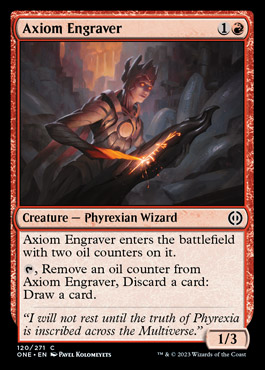 Axiom Engraver 1
Creature — Phyrexian Wizard
Axiom Engraver enters the battlefield
with two oil counters on it.
, Remove an oil counter from
Axiom Engraver, Discard a card:
Draw a card.
“I will not rest until the truth of Phyrexia
is inscribed across the Multiverse.”
1/3
120/271 C
ONE • EN PAVEL KOLOMEYETS
™ & © 2023 Wizards of the Coast